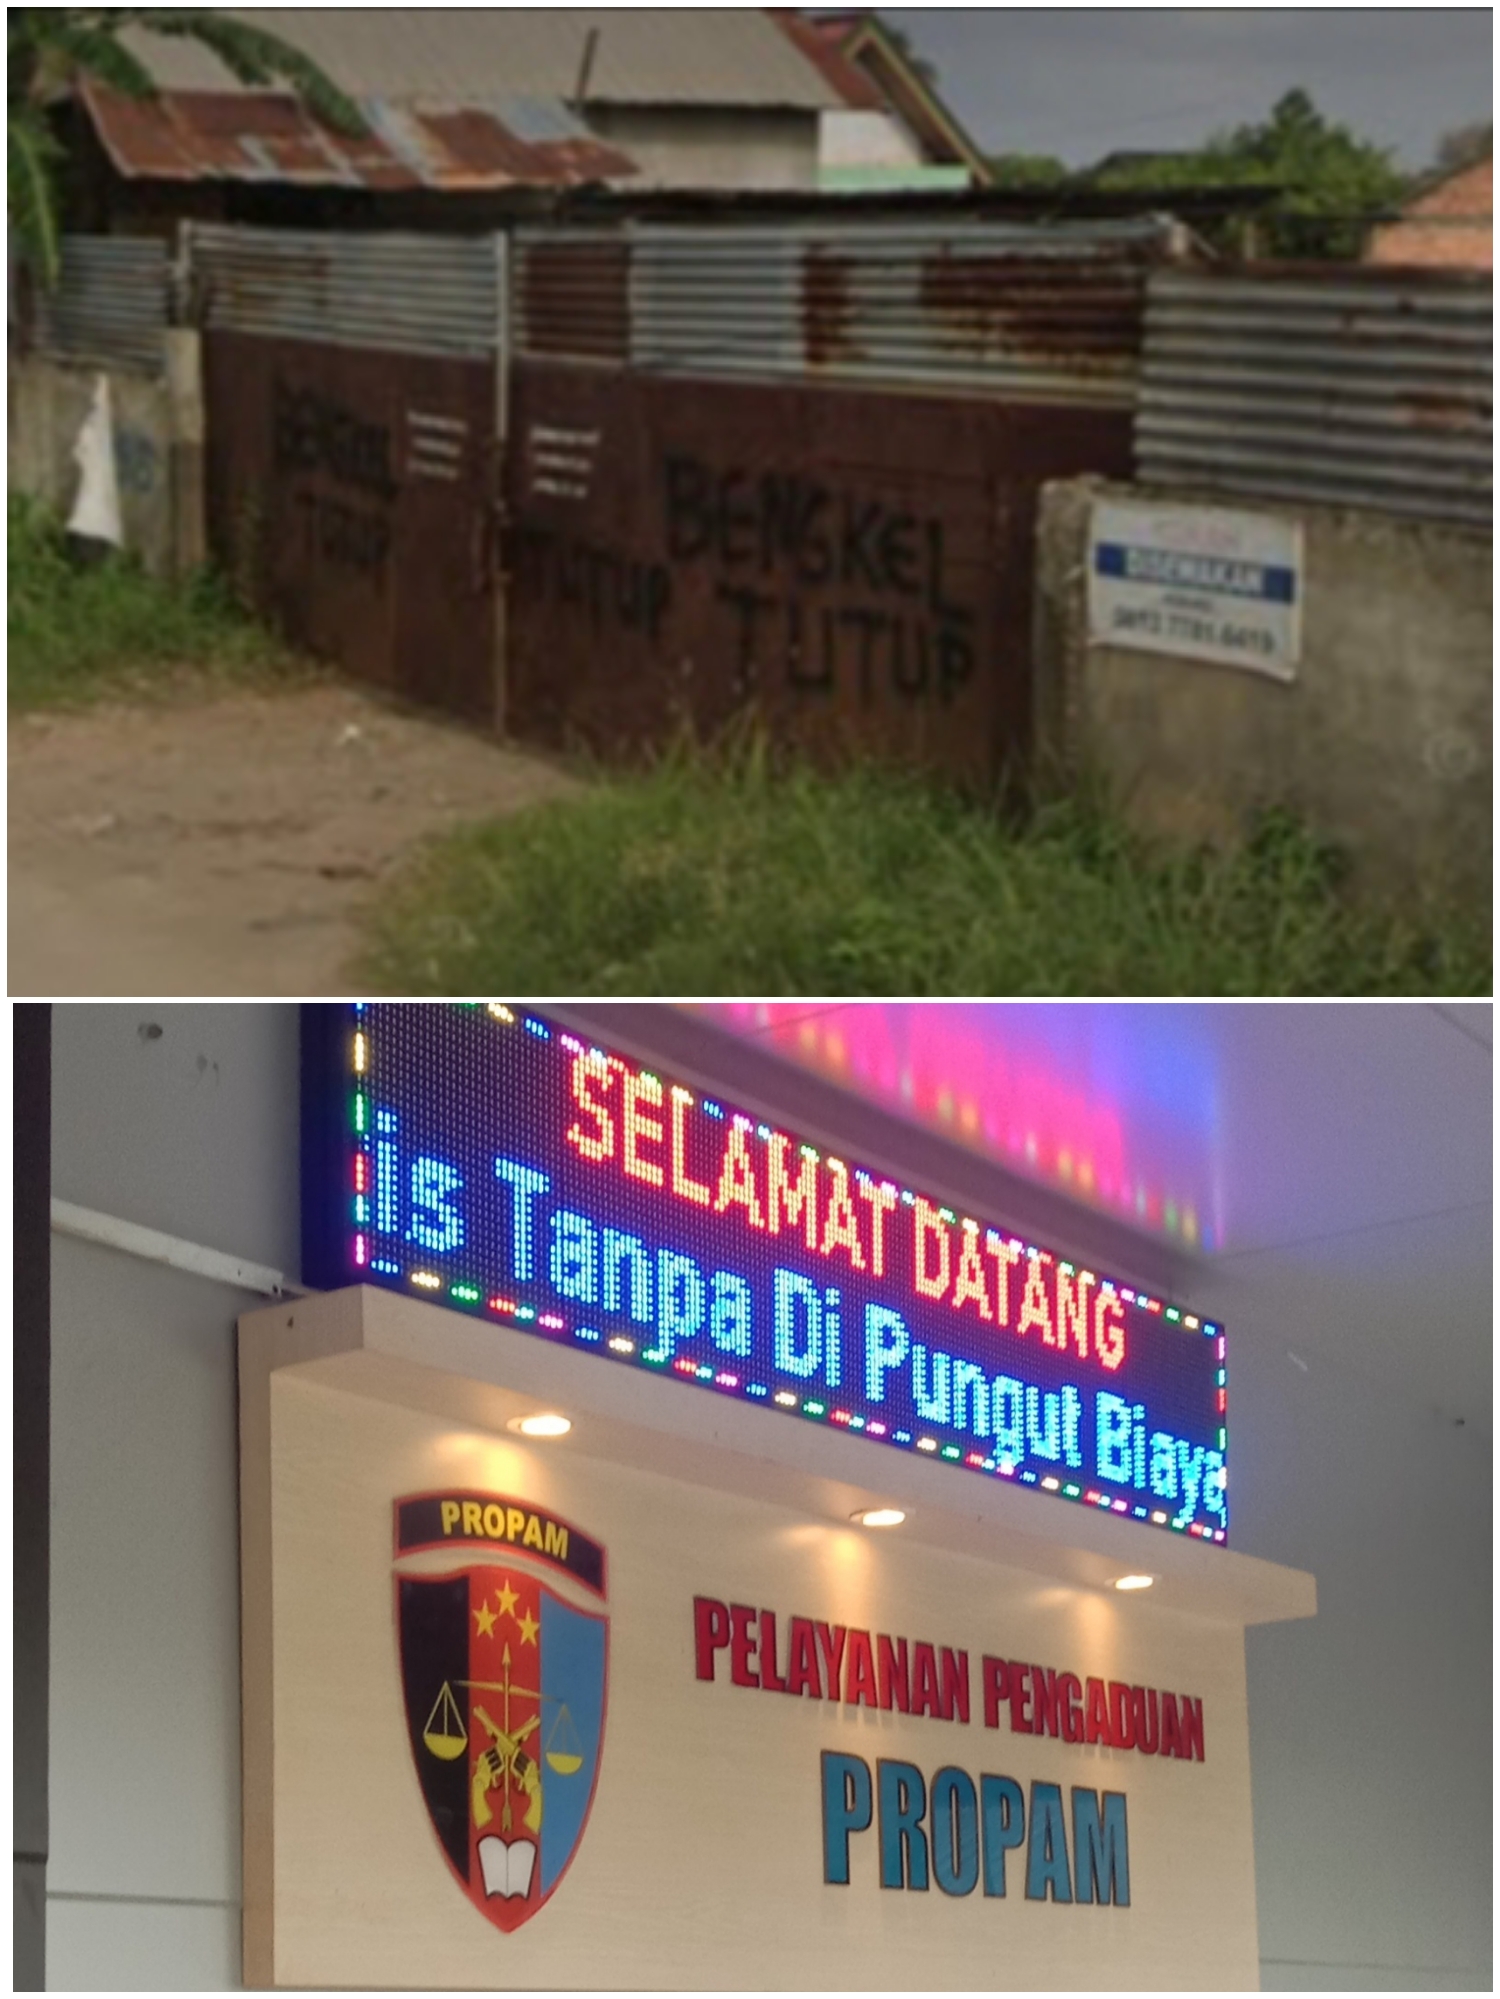 BENGKEL
TUTUP
TUTUP
BENGKEL
TUTUP
DISEWAKAN
SELAMAT DATANG
is Tanpa Di Pungut Biaya
PROPAM
PELAYANAN PENGADUAN
PROPAM